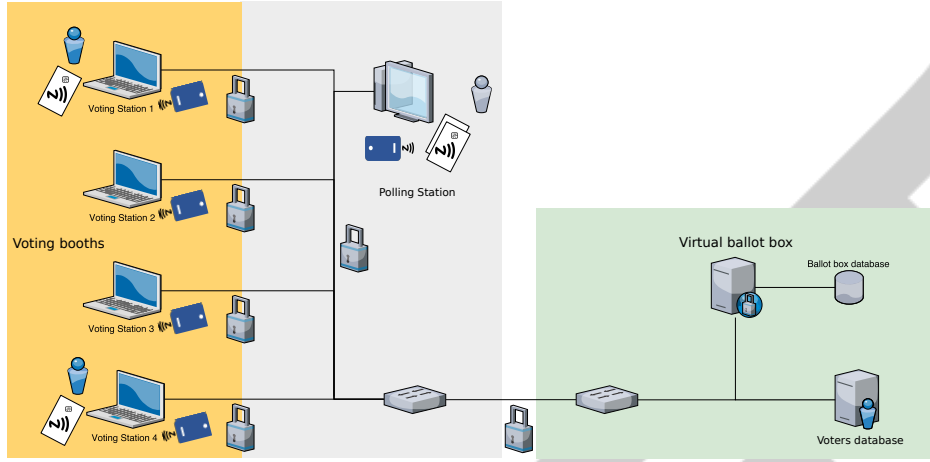 Voting Station 1
Voting Station 2
Voting booths
Voting Station 3
Voting Station 4
Polling Station
Virtual ballot box
Ballot box database
Voters database